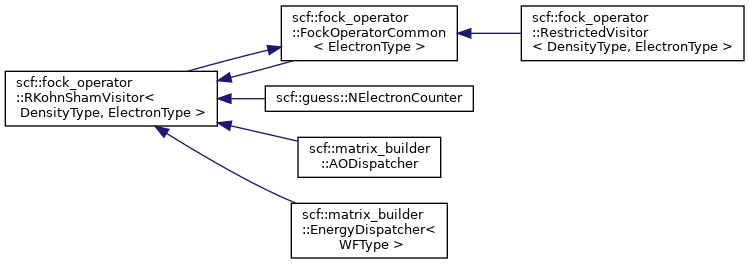 scf::fock_operator
::FockOperatorCommon
< ElectronType >
scf::fock_operator
::RestrictedVisitor
< DensityType, ElectronType >
scf::fock_operator
::RKohnShamVisitor<
DensityType, ElectronType >
scf::guess::NElectronCounter
scf::matrix_builder
::AODispatcher
scf::matrix_builder
::EnergyDispatcher<
WFType >